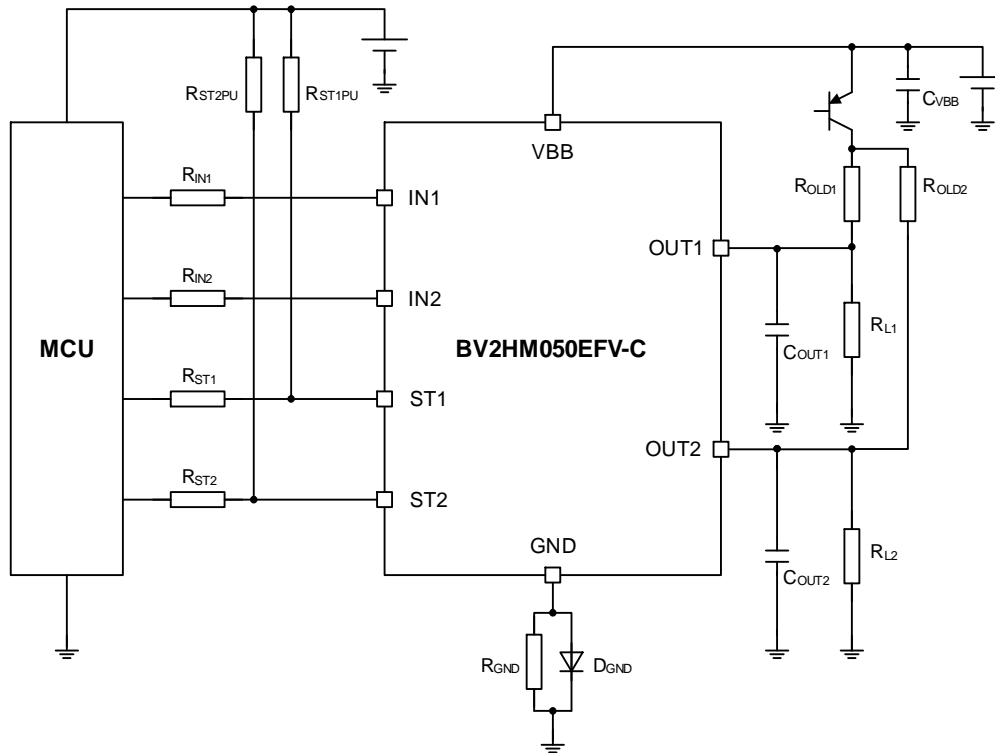 RST2PU
RST1PU
CVBB
VBB
RIN1
IN1
ROLD1
ROLD2
OUT1
RIN2
IN2
MCU
BV2HM050EFV-C
COUT1
RL1
RST1
ST1
OUT2
RST2
ST2
GND
COUT2
RL2
RGND
DGND